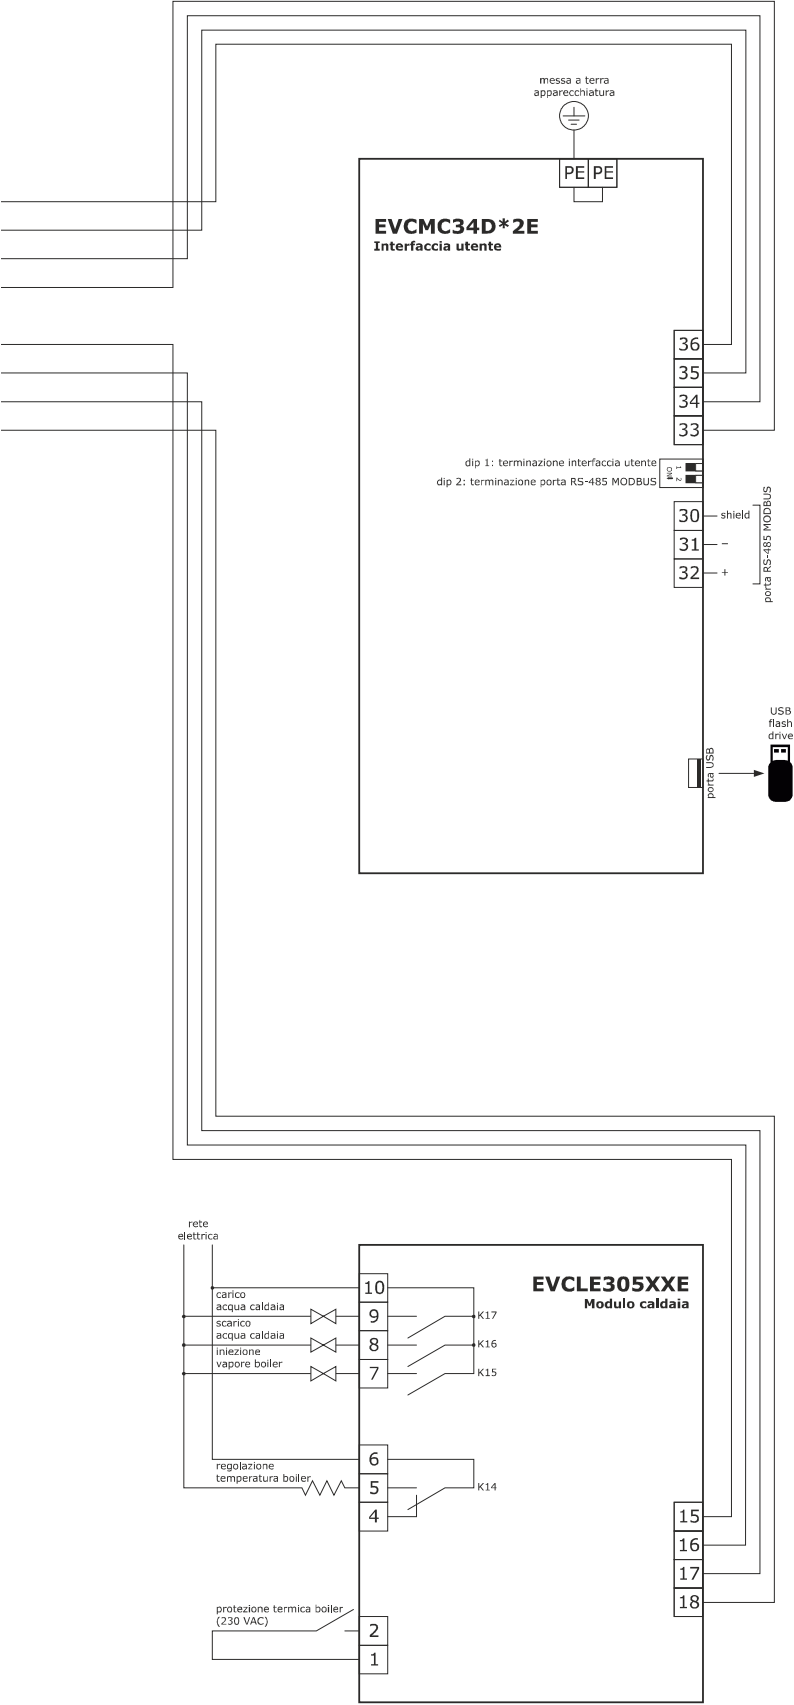 messa a terra
apparecchiatura
PE PE
EVCMC34D*2E
Interfaccia utente
36
35
34
33
dip 1: terminazione interfaccia utente
dip 2: terminazione porta RS-485 MODBUS
ON
1
2
30
shield
31
–
32
+
porta RS-485 MODBUS
USB
flash
drive
porta USB
rete
elettrica
EVCLE305XXE
Modulo caldaia
10
carico
acqua caldaia
9
K17
scarico
acqua caldaia
8
K16
iniezione
vapore boiler
7
K15
6
regolazione
temperatura boiler
5
K14
4
15
16
17
18
protezione termica boiler
(230 VAC)
2
1